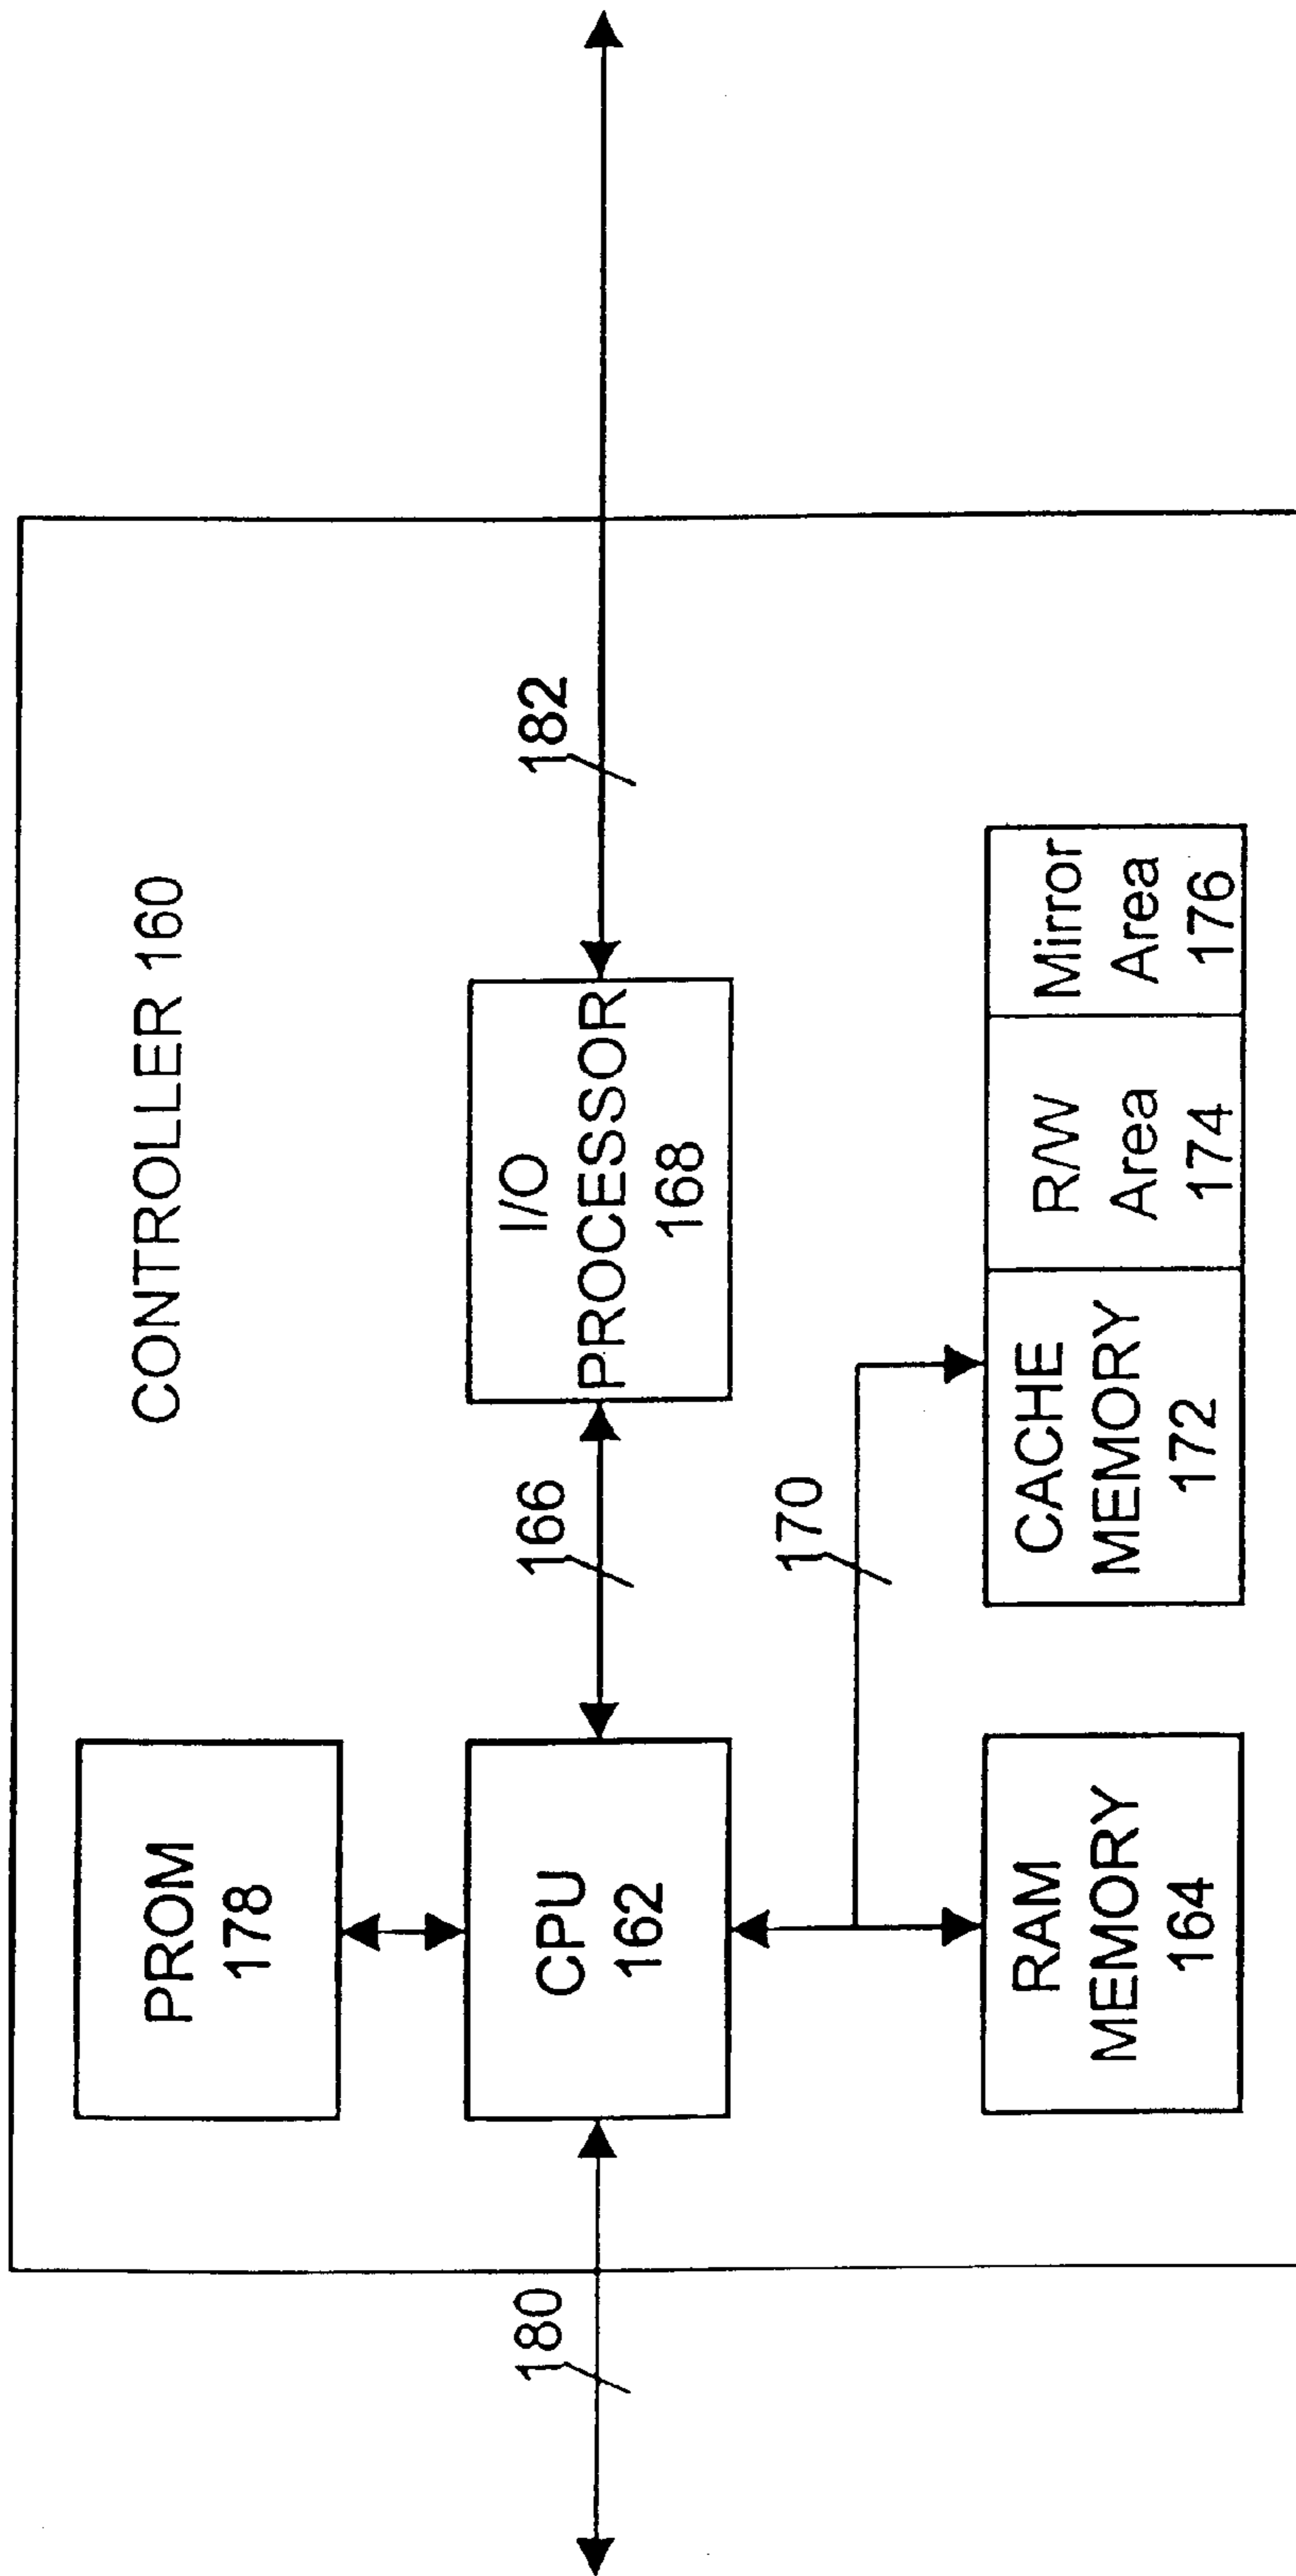 CONTROLLER 160
PROM
178
CPU
162
I/O
PROCESSOR
168
180
166
182
170
RAM
MEMORY
164
CACHE
MEMORY
172
R/W
Area
174
Mirror
Area
176